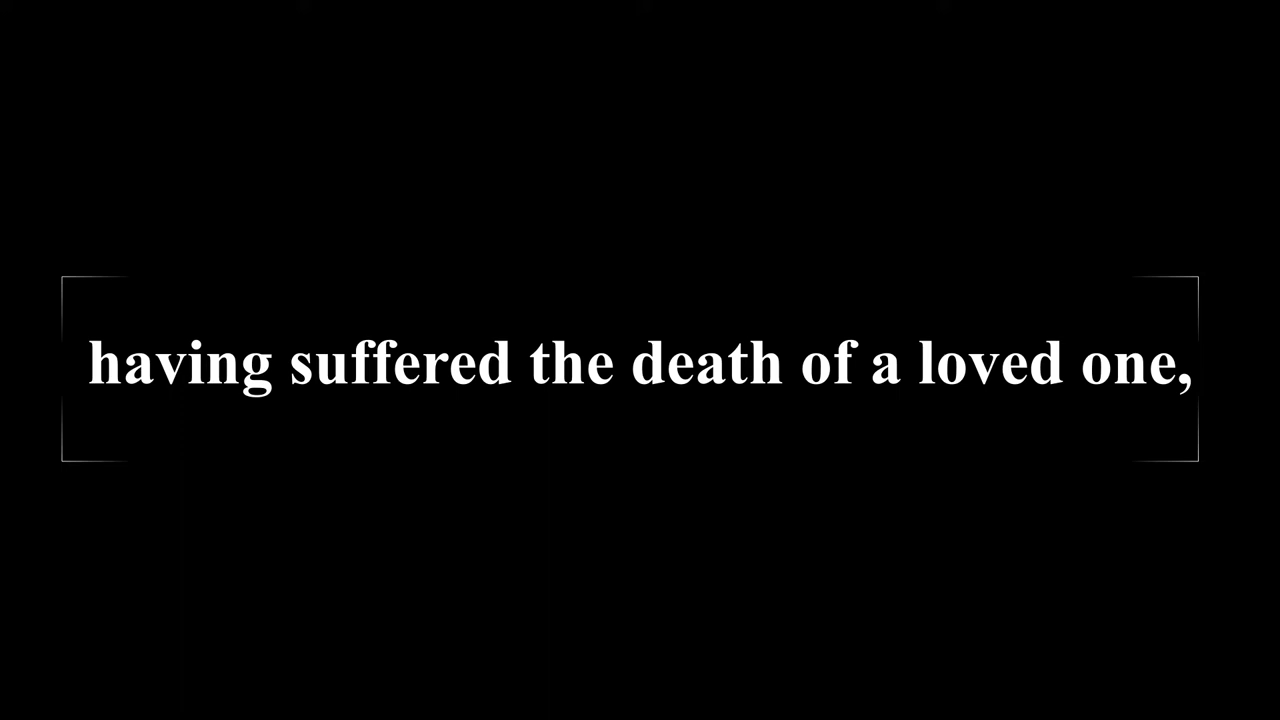 having suffered the death of a loved one,